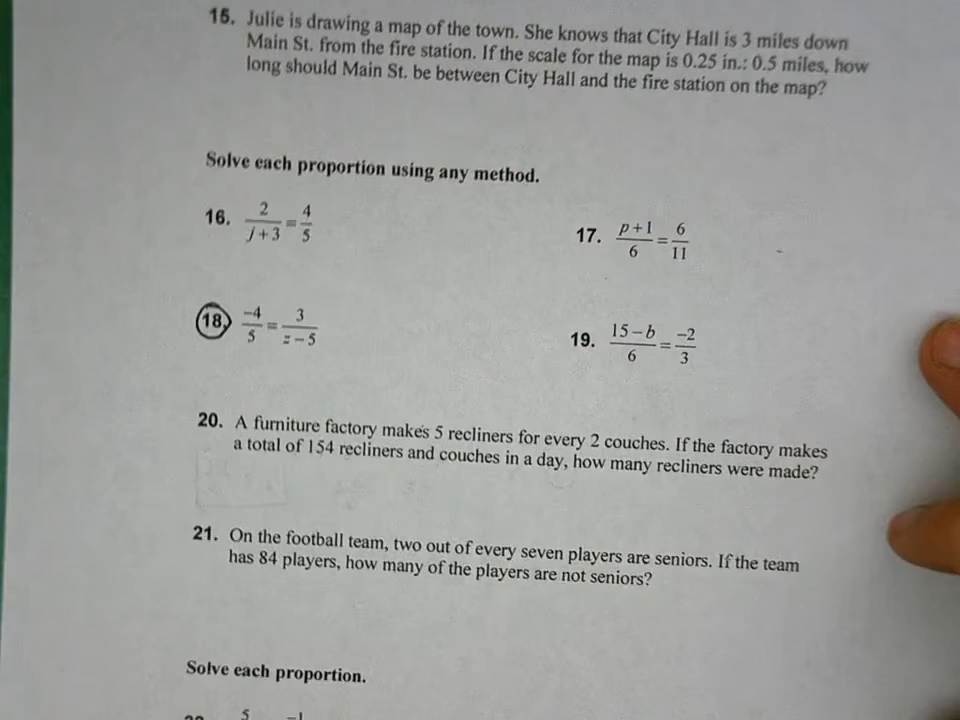 15. Julie is drawing a map of the town. She knows that City Hall is 3 miles down
Main St. from the fire station. If the scale for the map is 0.25 in.: 0.5 miles, how
long should Main St. be between City Hall and the fire station on the map?
Solve each proportion using any method.
16. 2/(j+3) = 4/5
17. (p+1)/6 = 6/11
18. -4/5 = 3/(z-5)
19. (15-b)/6 = -2/3
20. A furniture factory makes 5 recliners for every 2 couches. If the factory makes
a total of 154 recliners and couches in a day, how many recliners were made?
21. On the football team, two out of every seven players are seniors. If the team
has 84 players, how many of the players are not seniors?
Solve each proportion.
5 -1